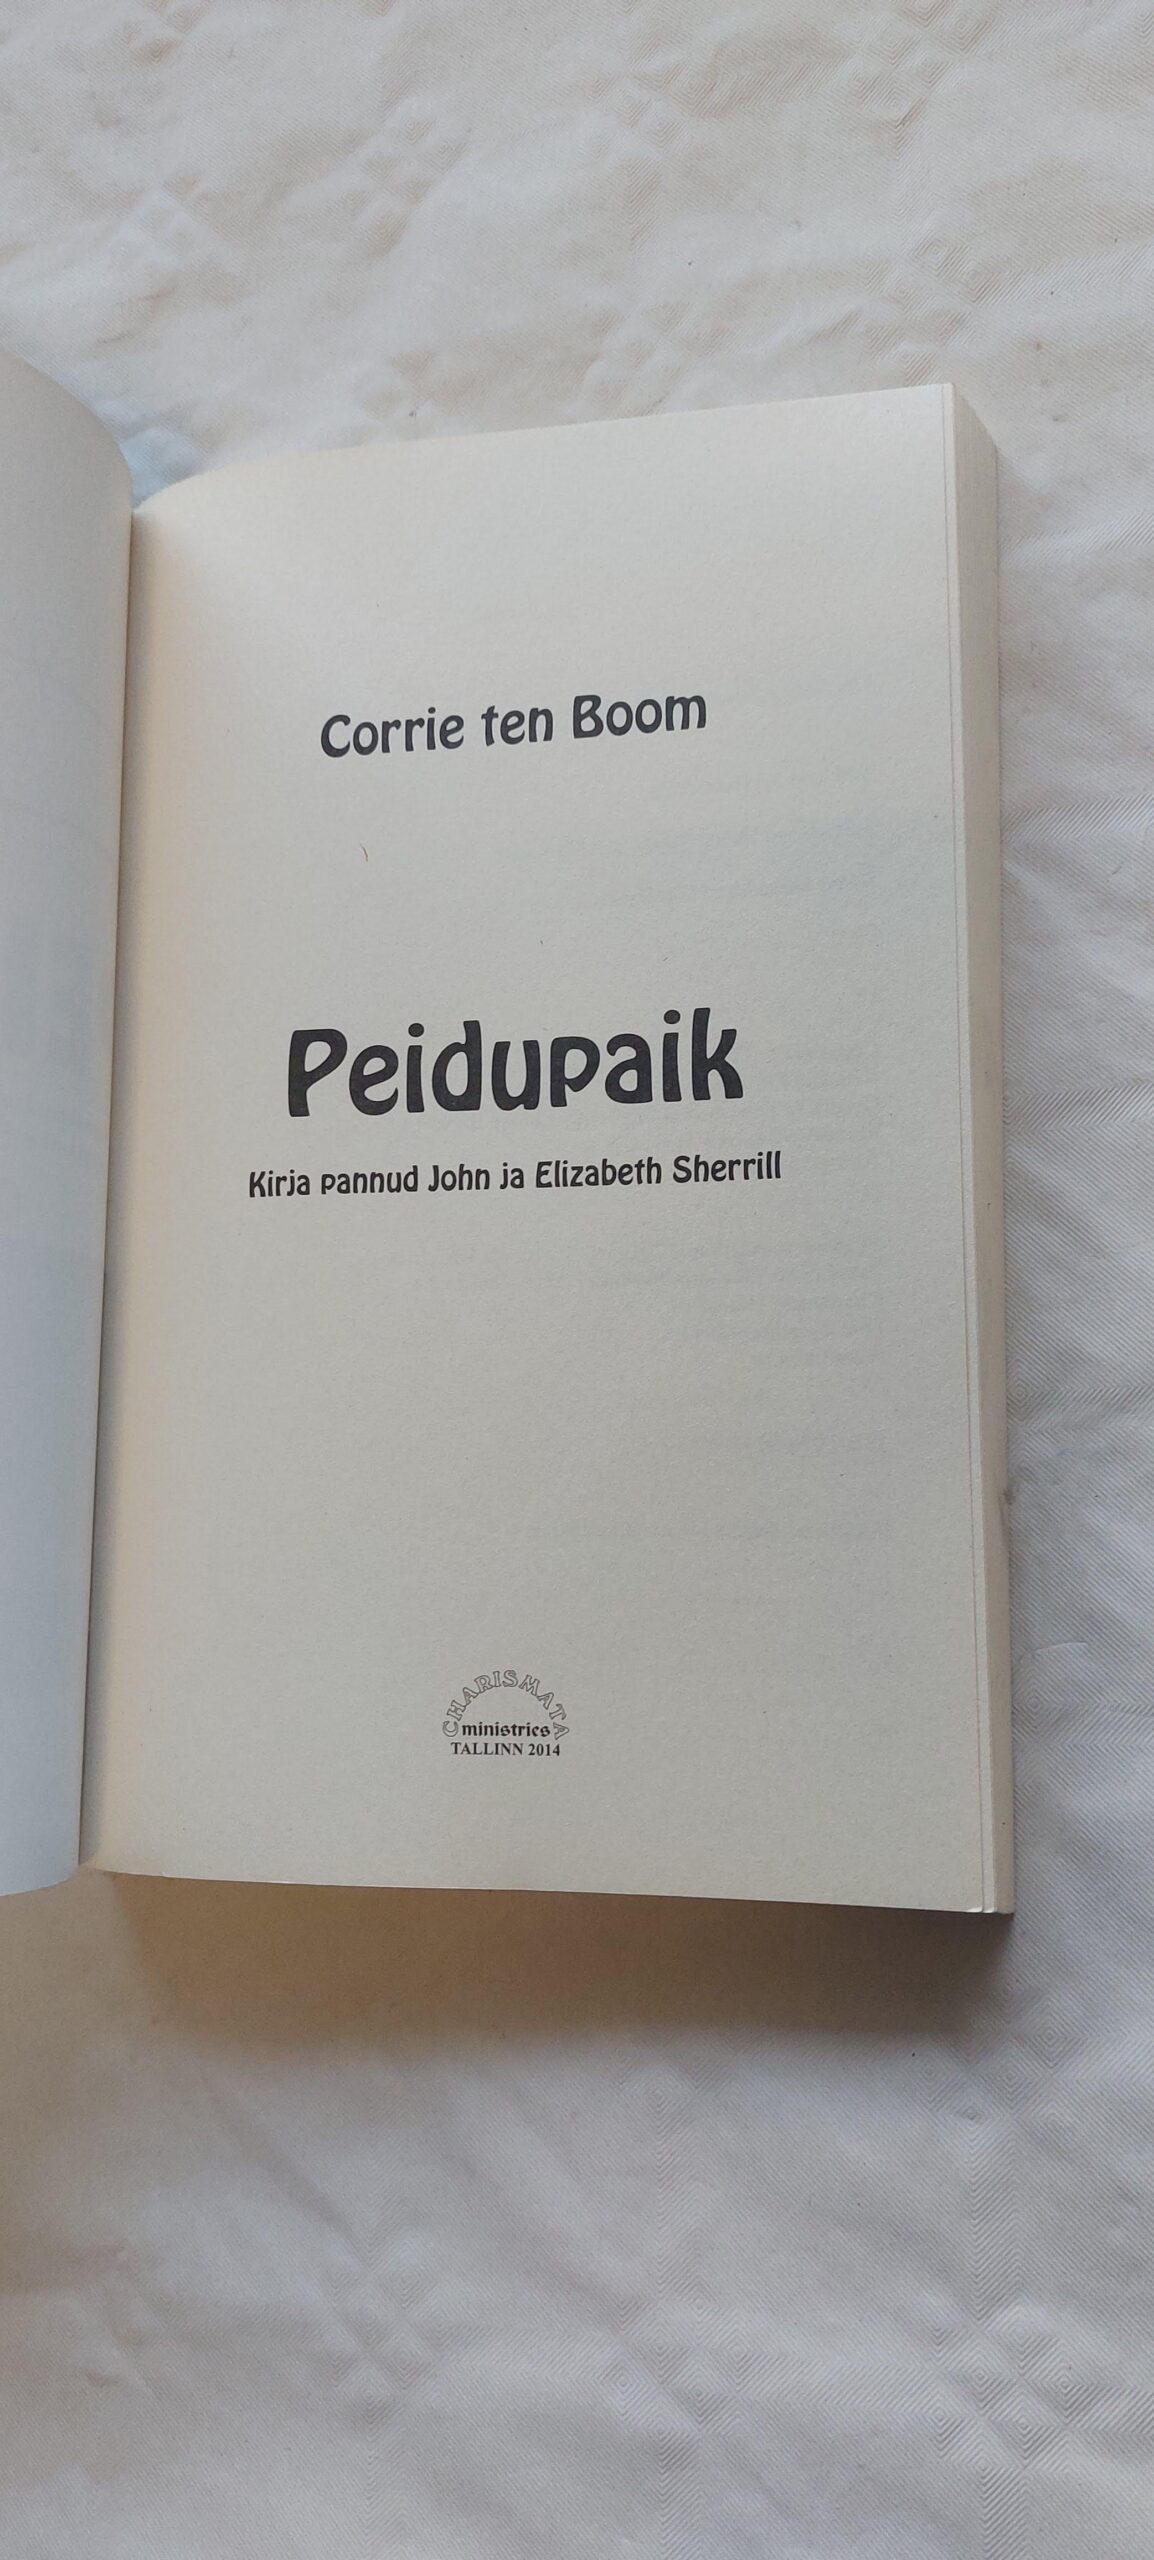 Corrie ten Boom
Peidupaik
Kirja pannud John ja Elizabeth Sherrill
CHARISMATA
ministries
TALLINN 2014